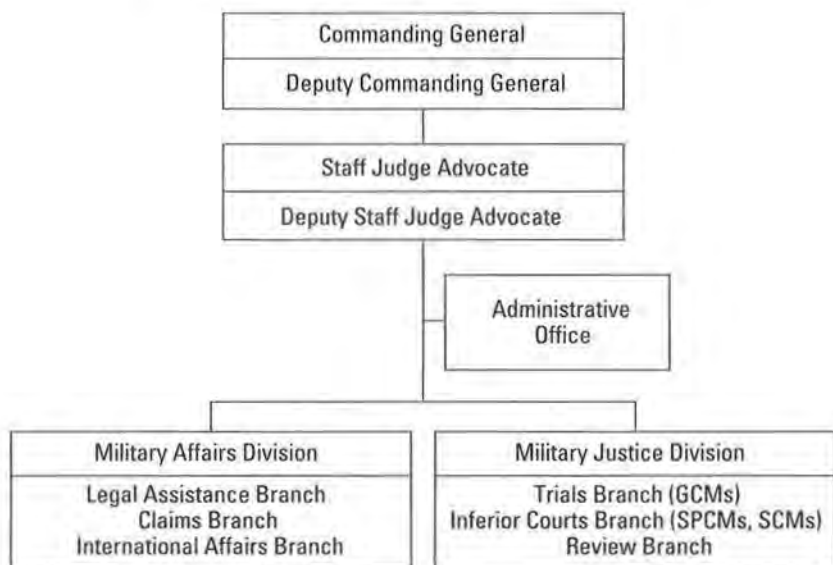 Commanding General
Deputy Commanding General
Staff Judge Advocate
Deputy Staff Judge Advocate
Administrative
Office
Military Affairs Division
Legal Assistance Branch
Claims Branch
International Affairs Branch
Military Justice Division
Trials Branch (GCMs)
Inferior Courts Branch (SPCMs, SCMs)
Review Branch